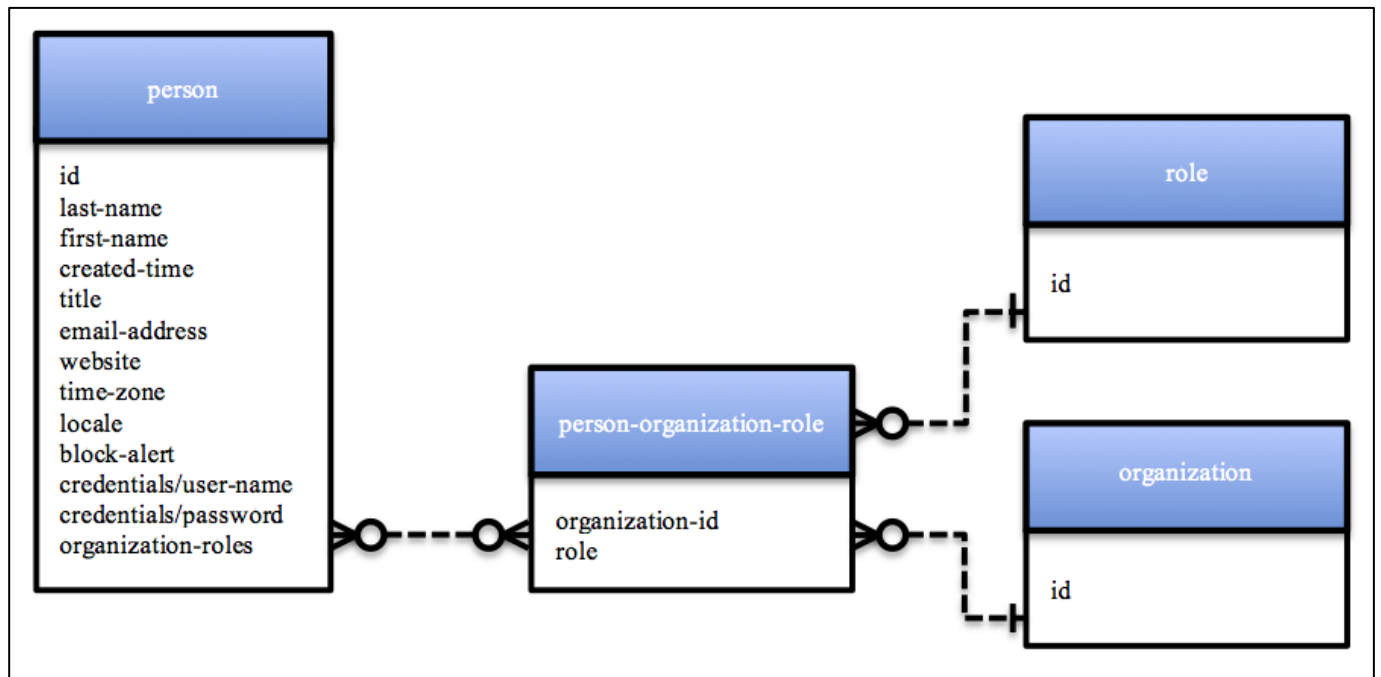 person
id
last-name
first-name
created-time
title
email-address
website
time-zone
locale
block-alert
credentials/user-name
credentials/password
organization-roles
person-organization-role
organization-id
role
role
id
organization
id